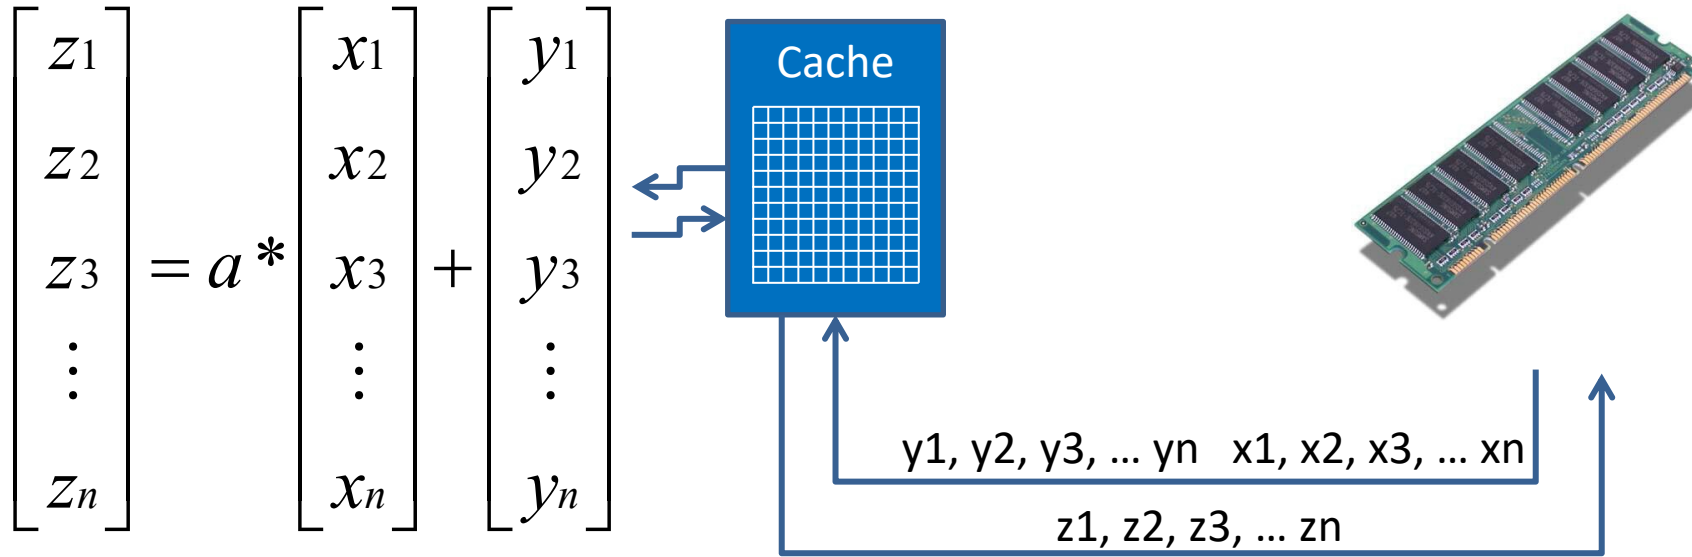 z1 x1 y1
z2 x2 y2
z3 = a * x3 + y3
⋮ ⋮ ⋮
zn xn yn
Cache
y1, y2, y3, … yn x1, x2, x3, … xn
z1, z2, z3, … zn